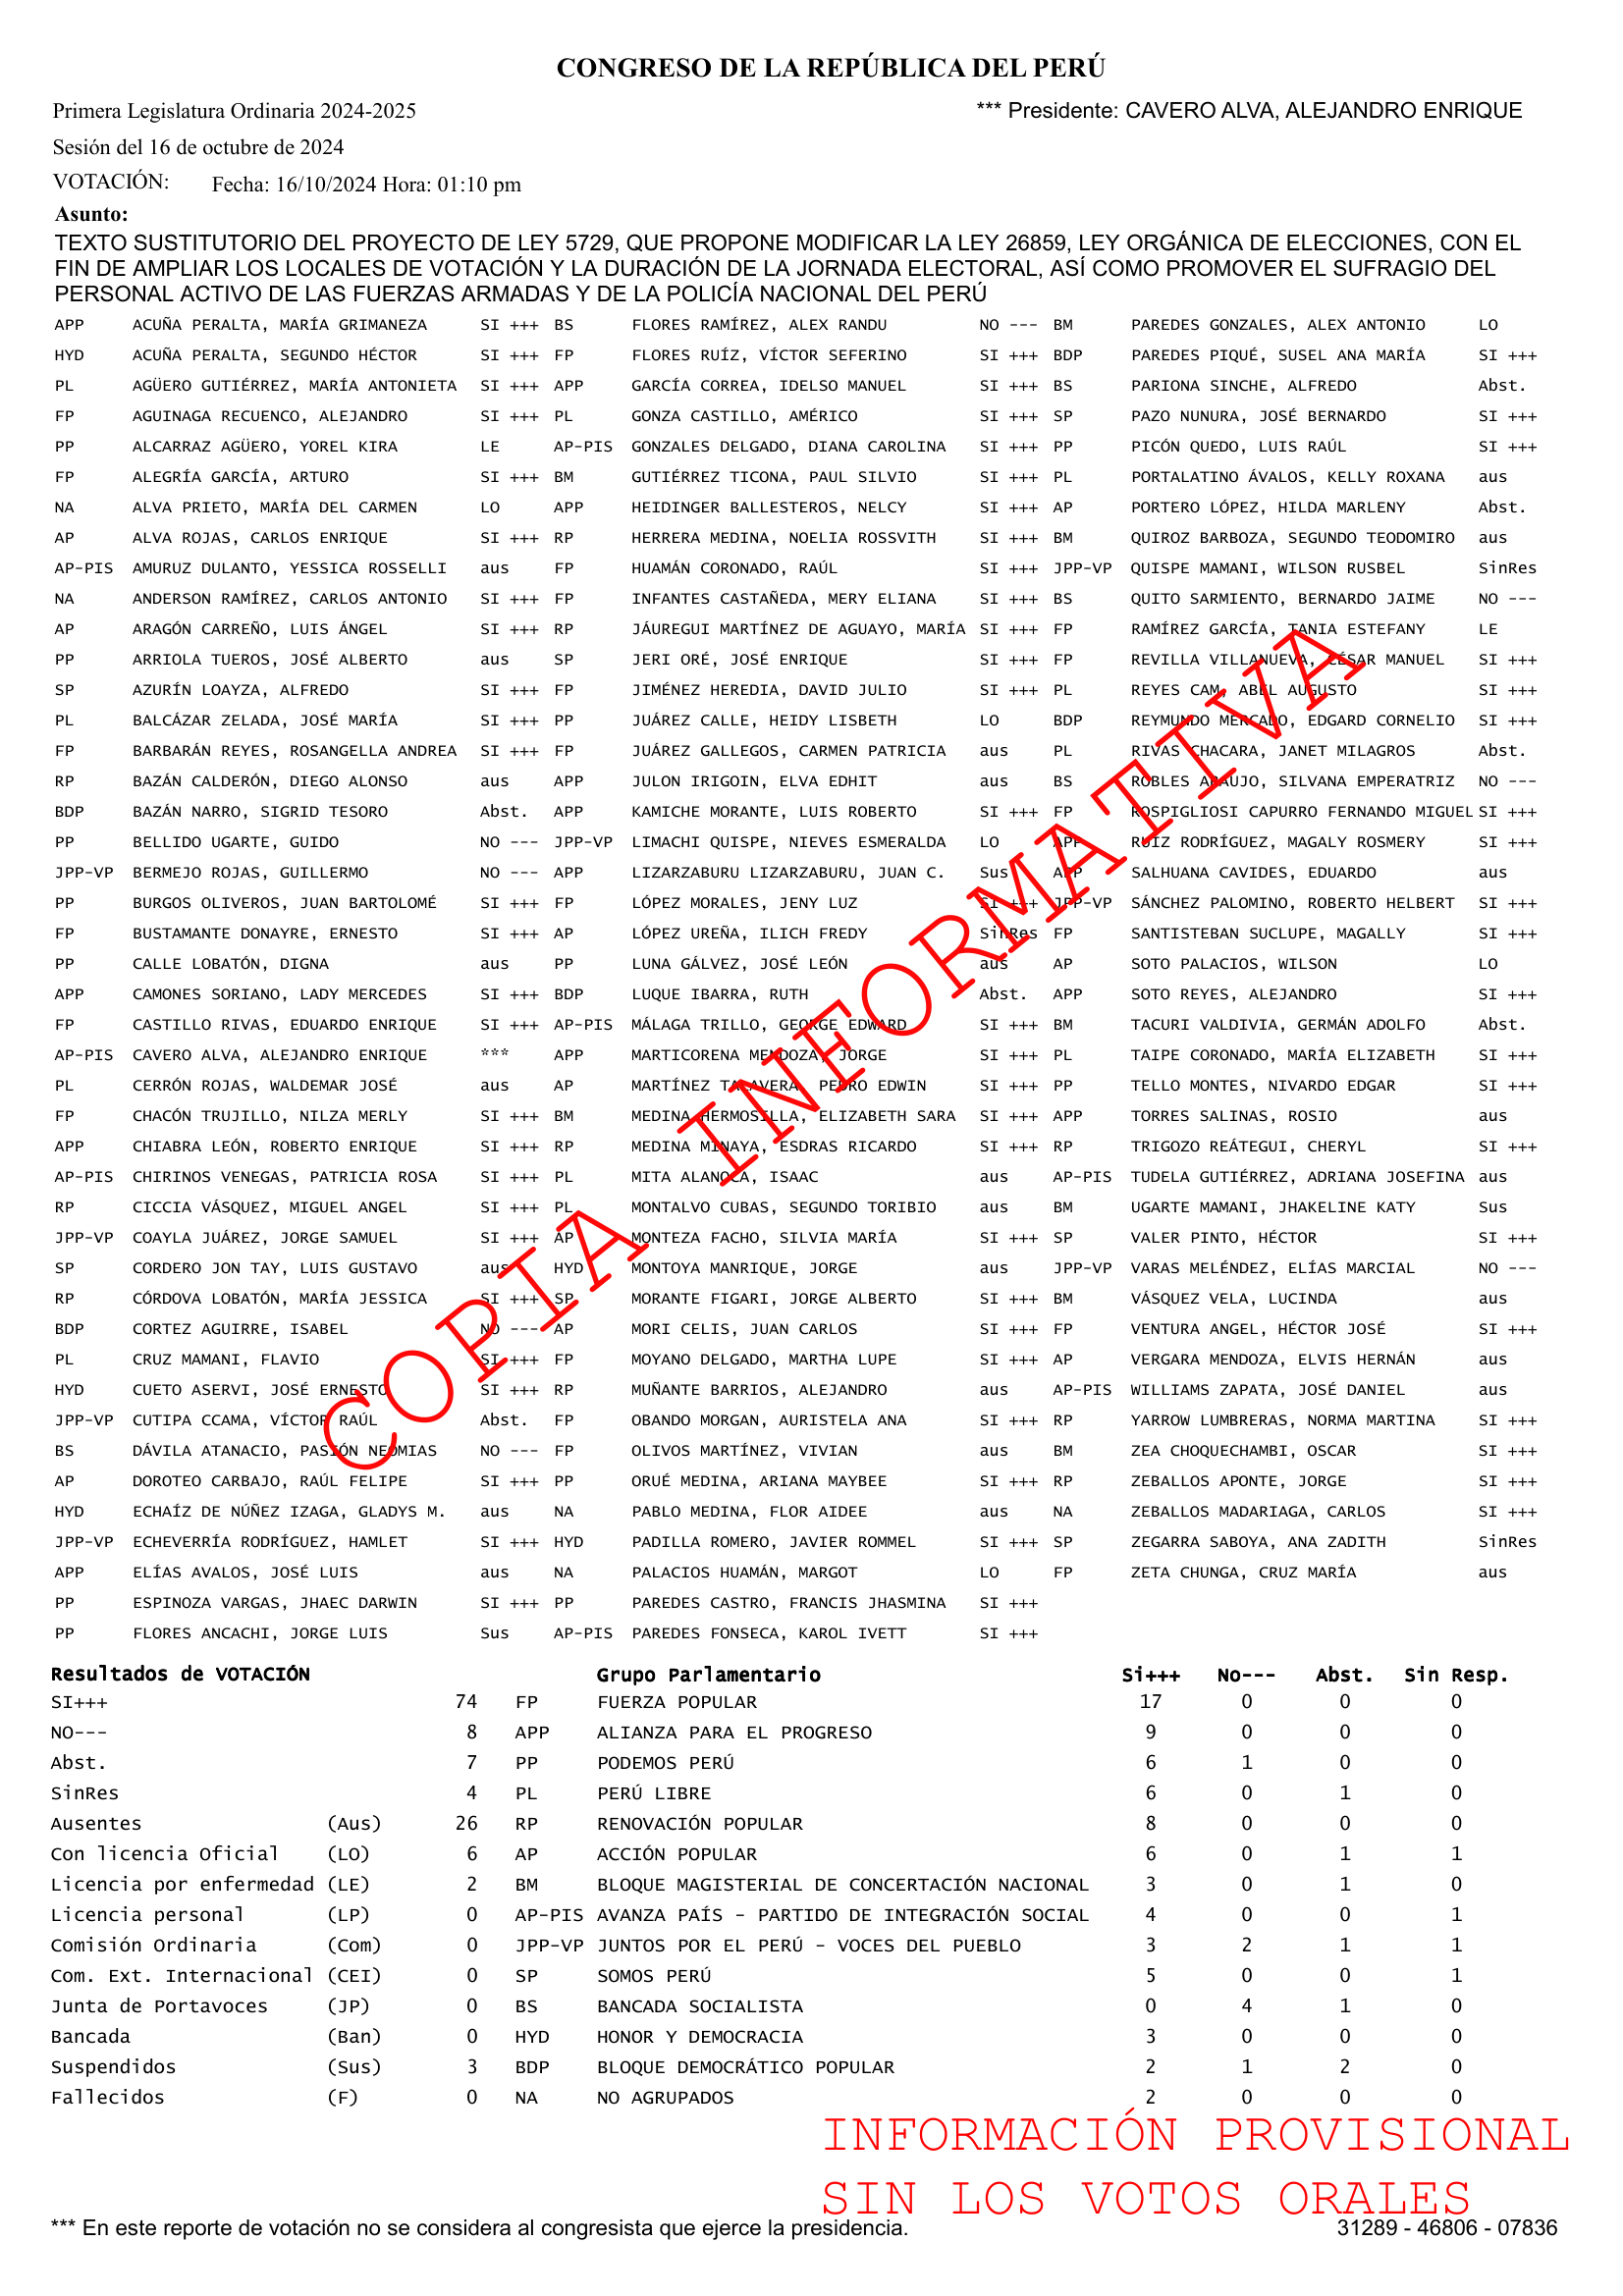 CONGRESO DE LA REPÚBLICA DEL PERÚ
Primera Legislatura Ordinaria 2024-2025 *** Presidente: CAVERO ALVA, ALEJANDRO ENRIQUE
Sesión del 16 de octubre de 2024
VOTACIÓN: Fecha: 16/10/2024 Hora: 01:10 pm
Asunto:
TEXTO SUSTITUTORIO DEL PROYECTO DE LEY 5729, QUE PROPONE MODIFICAR LA LEY 26859, LEY ORGÁNICA DE ELECCIONES, CON EL
FIN DE AMPLIAR LOS LOCALES DE VOTACIÓN Y LA DURACIÓN DE LA JORNADA ELECTORAL, ASÍ COMO PROMOVER EL SUFRAGIO DEL
PERSONAL ACTIVO DE LAS FUERZAS ARMADAS Y DE LA POLICÍA NACIONAL DEL PERÚ
APP ACUÑA PERALTA, MARÍA GRIMANEZA SI +++ BS FLORES RAMÍREZ, ALEX RANDU NO --- BM PAREDES GONZALES, ALEX ANTONIO LO
HYD ACUÑA PERALTA, SEGUNDO HÉCTOR SI +++ FP FLORES RUÍZ, VÍCTOR SEFERINO SI +++ BDP PAREDES PIQUÉ, SUSEL ANA MARÍA SI +++
PL AGÜERO GUTIÉRREZ, MARÍA ANTONIETA SI +++ APP GARCÍA CORREA, IDELSO MANUEL SI +++ BS PARIONA SINCHE, ALFREDO Abst.
FP AGUINAGA RECUENCO, ALEJANDRO SI +++ PL GONZA CASTILLO, AMÉRICO SI +++ SP PAZO NUNURA, JOSÉ BERNARDO SI +++
PP ALCARRAZ AGÜERO, YOREL KIRA LE AP-PIS GONZALES DELGADO, DIANA CAROLINA SI +++ PP PICÓN QUEDO, LUIS RAÚL SI +++
FP ALEGRÍA GARCÍA, ARTURO SI +++ BM GUTIÉRREZ TICONA, PAUL SILVIO SI +++ PL PORTALATINO ÁVALOS, KELLY ROXANA aus
NA ALVA PRIETO, MARÍA DEL CARMEN LO APP HEIDINGER BALLESTEROS, NELCY SI +++ AP PORTERO LÓPEZ, HILDA MARLENY Abst.
AP ALVA ROJAS, CARLOS ENRIQUE SI +++ RP HERRERA MEDINA, NOELIA ROSSVITH SI +++ BM QUIROZ BARBOZA, SEGUNDO TEODOMIRO aus
AP-PIS AMURUZ DULANTO, YESSICA ROSSELLI aus FP HUAMÁN CORONADO, RAÚL SI +++ JPP-VP QUISPE MAMANI, WILSON RUSBEL SinRes
NA ANDERSON RAMÍREZ, CARLOS ANTONIO SI +++ FP INFANTES CASTAÑEDA, MERY ELIANA SI +++ BS QUITO SARMIENTO, BERNARDO JAIME NO ---
AP ARAGÓN CARREÑO, LUIS ÁNGEL SI +++ RP JÁUREGUI MARTÍNEZ DE AGUAYO, MARÍA SI +++ FP RAMÍREZ GARCÍA, TANIA ESTEFANY LE
PP ARRIOLA TUEROS, JOSÉ ALBERTO aus SP JERI ORÉ, JOSÉ ENRIQUE SI +++ FP REVILLA VILLANUEVA, CÉSAR MANUEL SI +++
SP AZURÍN LOAYZA, ALFREDO SI +++ FP JIMÉNEZ HEREDIA, DAVID JULIO SI +++ PL REYES CAM, ABEL AUGUSTO SI +++
PL BALCÁZAR ZELADA, JOSÉ MARÍA SI +++ PP JUÁREZ CALLE, HEIDY LISBETH LO BDP REYMUNDO MERCADO, EDGARD CORNELIO SI +++
FP BARBARÁN REYES, ROSANGELLA ANDREA SI +++ FP JUÁREZ GALLEGOS, CARMEN PATRICIA aus PL RIVAS CHACARA, JANET MILAGROS Abst.
RP BAZÁN CALDERÓN, DIEGO ALONSO aus APP JULON IRIGOIN, ELVA EDHIT aus BS ROBLES ARAUJO, SILVANA EMPERATRIZ NO ---
BDP BAZÁN NARRO, SIGRID TESORO Abst. APP KAMICHE MORANTE, LUIS ROBERTO SI +++ FP ROSPIGLIOSI CAPURRO FERNANDO MIGUEL SI +++
PP BELLIDO UGARTE, GUIDO NO --- JPP-VP LIMACHI QUISPE, NIEVES ESMERALDA LO APP RUIZ RODRÍGUEZ, MAGALY ROSMERY SI +++
JPP-VP BERMEJO ROJAS, GUILLERMO NO --- APP LIZARZABURU LIZARZABURU, JUAN C. Sus APP SALHUANA CAVIDES, EDUARDO aus
PP BURGOS OLIVEROS, JUAN BARTOLOMÉ SI +++ FP LÓPEZ MORALES, JENY LUZ SI +++ JPP-VP SÁNCHEZ PALOMINO, ROBERTO HELBERT SI +++
FP BUSTAMANTE DONAYRE, ERNESTO SI +++ AP LÓPEZ UREÑA, ILICH FREDY SinRes FP SANTISTEBAN SUCLUPE, MAGALLY SI +++
PP CALLE LOBATÓN, DIGNA aus PP LUNA GÁLVEZ, JOSÉ LEÓN aus AP SOTO PALACIOS, WILSON LO
APP CAMONES SORIANO, LADY MERCEDES SI +++ BDP LUQUE IBARRA, RUTH Abst. APP SOTO REYES, ALEJANDRO SI +++
FP CASTILLO RIVAS, EDUARDO ENRIQUE SI +++ AP-PIS MÁLAGA TRILLO, GEORGE EDWARD SI +++ BM TACURI VALDIVIA, GERMÁN ADOLFO Abst.
AP-PIS CAVERO ALVA, ALEJANDRO ENRIQUE *** APP MARTICORENA MENDOZA, JORGE SI +++ PL TAIPE CORONADO, MARÍA ELIZABETH SI +++
PL CERRÓN ROJAS, WALDEMAR JOSÉ aus AP MARTÍNEZ TALAVERA, PEDRO EDWIN SI +++ PP TELLO MONTES, NIVARDO EDGAR SI +++
FP CHACÓN TRUJILLO, NILZA MERLY SI +++ BM MEDINA HERMOSILLA, ELIZABETH SARA SI +++ APP TORRES SALINAS, ROSIO aus
APP CHIABRA LEÓN, ROBERTO ENRIQUE SI +++ RP MEDINA MINAYA, ESDRAS RICARDO SI +++ RP TRIGOZO REÁTEGUI, CHERYL SI +++
AP-PIS CHIRINOS VENEGAS, PATRICIA ROSA SI +++ PL MITA ALANOCA, ISAAC aus AP-PIS TUDELA GUTIÉRREZ, ADRIANA JOSEFINA aus
RP CICCIA VÁSQUEZ, MIGUEL ANGEL SI +++ PL MONTALVO CUBAS, SEGUNDO TORIBIO aus BM UGARTE MAMANI, JHAKELINE KATY Sus
JPP-VP COAYLA JUÁREZ, JORGE SAMUEL SI +++ AP MONTEZA FACHO, SILVIA MARÍA SI +++ SP VALER PINTO, HÉCTOR SI +++
SP CORDERO JON TAY, LUIS GUSTAVO aus HYD MONTOYA MANRIQUE, JORGE aus JPP-VP VARAS MELÉNDEZ, ELÍAS MARCIAL NO ---
RP CÓRDOVA LOBATÓN, MARÍA JESSICA SI +++ SP MORANTE FIGARI, JORGE ALBERTO SI +++ BM VÁSQUEZ VELA, LUCINDA aus
BDP CORTEZ AGUIRRE, ISABEL NO --- AP MORI CELIS, JUAN CARLOS SI +++ FP VENTURA ANGEL, HÉCTOR JOSÉ SI +++
PL CRUZ MAMANI, FLAVIO SI +++ FP MOYANO DELGADO, MARTHA LUPE SI +++ AP VERGARA MENDOZA, ELVIS HERNÁN aus
HYD CUETO ASERVI, JOSÉ ERNESTO SI +++ RP MUÑANTE BARRIOS, ALEJANDRO aus AP-PIS WILLIAMS ZAPATA, JOSÉ DANIEL aus
JPP-VP CUTIPA CCAMA, VÍCTOR RAÚL Abst. FP OBANDO MORGAN, AURISTELA ANA SI +++ RP YARROW LUMBRERAS, NORMA MARTINA SI +++
BS DÁVILA ATANACIO, PASIÓN NEOMIAS NO --- FP OLIVOS MARTÍNEZ, VIVIAN aus BM ZEA CHOQUECHAMBI, OSCAR SI +++
AP DOROTEO CARBAJO, RAÚL FELIPE SI +++ PP ORUÉ MEDINA, ARIANA MAYBEE SI +++ RP ZEBALLOS APONTE, JORGE SI +++
HYD ECHAÍZ DE NÚÑEZ IZAGA, GLADYS M. aus NA PABLO MEDINA, FLOR AIDEE aus NA ZEBALLOS MADARIAGA, CARLOS SI +++
JPP-VP ECHEVERRÍA RODRÍGUEZ, HAMLET SI +++ HYD PADILLA ROMERO, JAVIER ROMMEL SI +++ SP ZEGARRA SABOYA, ANA ZADITH SinRes
APP ELÍAS AVALOS, JOSÉ LUIS aus NA PALACIOS HUAMÁN, MARGOT LO FP ZETA CHUNGA, CRUZ MARÍA aus
PP ESPINOZA VARGAS, JHAEC DARWIN SI +++ PP PAREDES CASTRO, FRANCIS JHASMINA SI +++
PP FLORES ANCACHI, JORGE LUIS Sus AP-PIS PAREDES FONSECA, KAROL IVETT SI +++
COPIA INFORMATIVA
Resultados de VOTACIÓN Grupo Parlamentario Si+++ No--- Abst. Sin Resp.
SI+++ 74 FP FUERZA POPULAR 17 0 0 0
NO--- 8 APP ALIANZA PARA EL PROGRESO 9 0 0 0
Abst. 7 PP PODEMOS PERÚ 6 1 0 0
SinRes 4 PL PERÚ LIBRE 6 0 1 0
Ausentes (Aus) 26 RP RENOVACIÓN POPULAR 8 0 0 0
Con licencia Oficial (LO) 6 AP ACCIÓN POPULAR 6 0 1 1
Licencia por enfermedad (LE) 2 BM BLOQUE MAGISTERIAL DE CONCERTACIÓN NACIONAL 3 0 1 0
Licencia personal (LP) 0 AP-PIS AVANZA PAÍS - PARTIDO DE INTEGRACIÓN SOCIAL 4 0 0 1
Comisión Ordinaria (Com) 0 JPP-VP JUNTOS POR EL PERÚ - VOCES DEL PUEBLO 3 2 1 1
Com. Ext. Internacional (CEI) 0 SP SOMOS PERÚ 5 0 0 1
Junta de Portavoces (JP) 0 BS BANCADA SOCIALISTA 0 4 1 0
Bancada (Ban) 0 HYD HONOR Y DEMOCRACIA 3 0 0 0
Suspendidos (Sus) 3 BDP BLOQUE DEMOCRÁTICO POPULAR 2 1 2 0
Fallecidos (F) 0 NA NO AGRUPADOS 2 0 0 0
INFORMACIÓN PROVISIONAL
SIN LOS VOTOS ORALES
*** En este reporte de votación no se considera al congresista que ejerce la presidencia. 31289 - 46806 - 07836